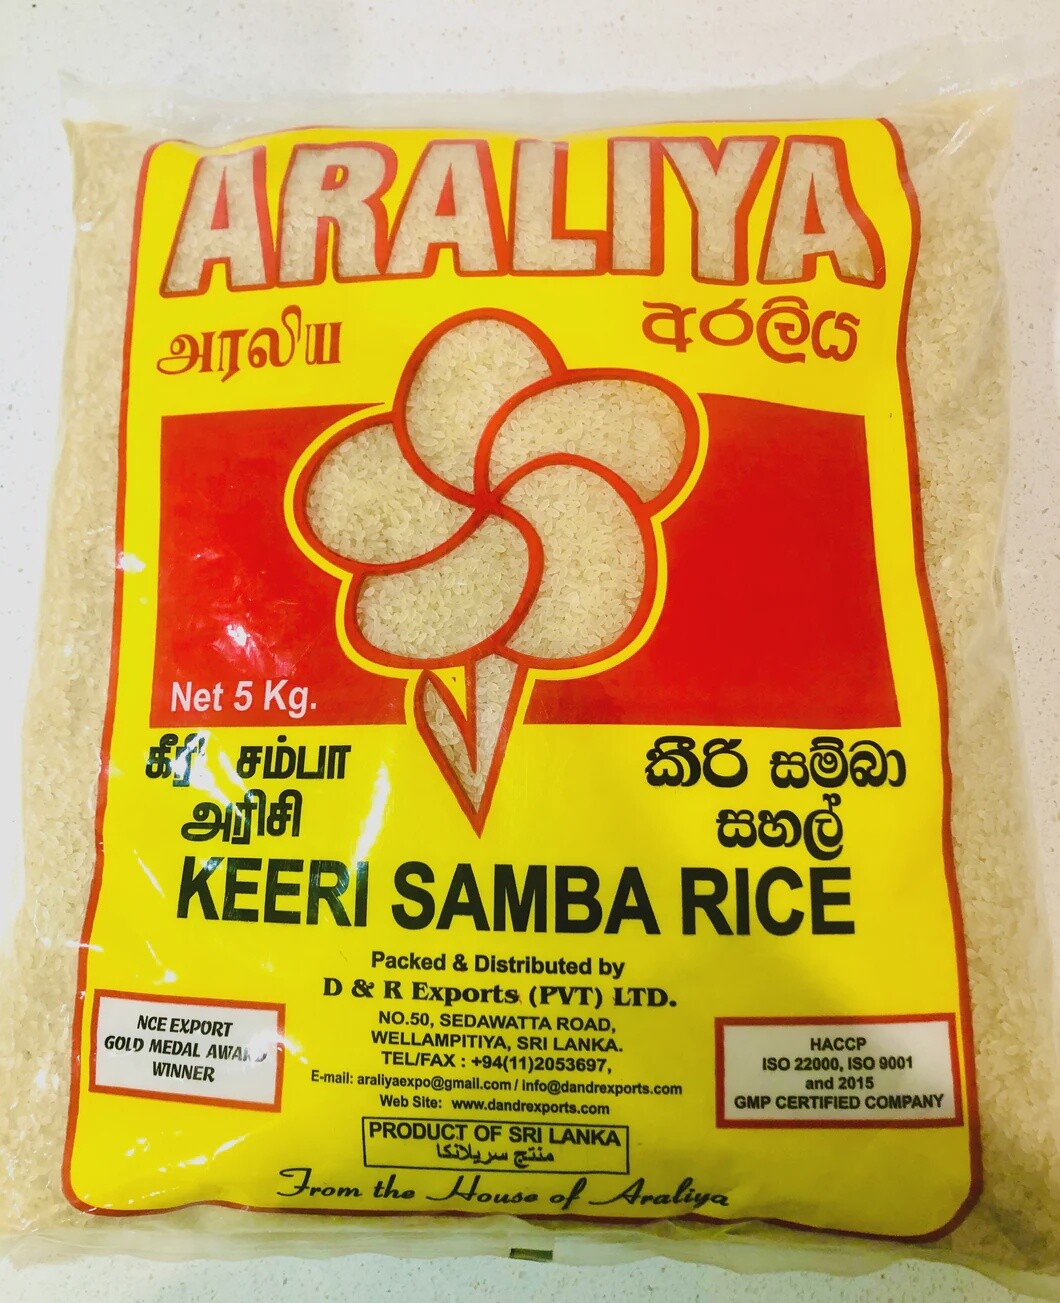 ARALIYA
அரலிய
අරලිය
Net 5 Kg.
கீரி சம்பா
அரிசி
කීරි සම්බා
සහල්
KEERI SAMBA RICE
Packed & Distributed by
D & R Exports (PVT) LTD.
NO.50, SEDAWATTA ROAD,
WELLAMPITIYA, SRI LANKA.
TEL/FAX : +94(11)2053697,
E-mail: araliyaexpo@gmail.com / info@dandrexports.com
Web Site: www.dandrexports.com
NCE EXPORT
GOLD MEDAL AWARD
WINNER
HACCP
ISO 22000, ISO 9001
and 2015
GMP CERTIFIED COMPANY
PRODUCT OF SRI LANKA
منتج سريلانكا
From the House of Araliya